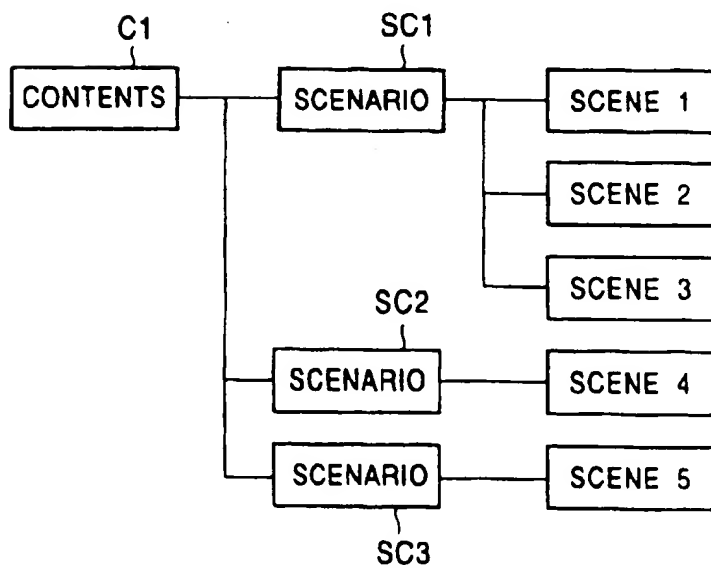 C1
SC1
CONTENTS
SCENARIO
SCENE 1
SCENE 2
SCENE 3
SC2
SCENARIO
SCENE 4
SCENARIO
SCENE 5
SC3